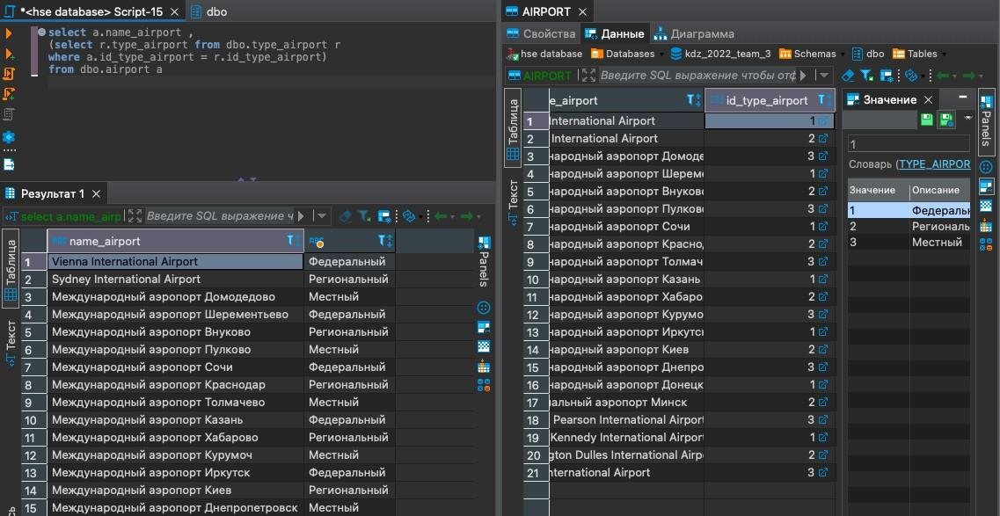 *<hse database> Script-15
dbo
select a.name_airport ,
(select r.type_airport from dbo.type_airport r
where a.id_type_airport = r.id_type_airport)
from dbo.airport a
Результат 1
select a.name_airp
Введите SQL выражение ч
Таблица
Текст
name_airport
1 Vienna International Airport Федеральный
2 Sydney International Airport Региональный
3 Международный аэропорт Домодедово Местный
4 Международный аэропорт Шерементьево Федеральный
5 Международный аэропорт Внуково Региональный
6 Международный аэропорт Пулково Местный
7 Международный аэропорт Сочи Федеральный
8 Международный аэропорт Краснодар Региональный
9 Международный аэропорт Толмачево Местный
10 Международный аэропорт Казань Федеральный
11 Международный аэропорт Хабарово Региональный
12 Международный аэропорт Курумоч Местный
13 Международный аэропорт Иркутск Федеральный
14 Международный аэропорт Киев Региональный
15 Международный аэропорт Днепропетровск Местный
Panels
AIRPORT
Свойства Данные Диаграмма
hse database Databases kdz_2022_team_3 Schemas dbo Tables
AIRPORT Введите SQL выражение чтобы отф
Таблица
Текст
e_airport id_type_airport
1 International Airport 1
2 International Airport 2
3 народный аэропорт Домоде 3
4 народный аэропорт Шерем 1
5 народный аэропорт Внуково 2
6 народный аэропорт Пулков 3
7 народный аэропорт Сочи 1
8 народный аэропорт Красно 2
9 народный аэропорт Толмач 3
10 народный аэропорт Казань 1
11 народный аэропорт Хабаро 2
12 народный аэропорт Курумо 3
13 народный аэропорт Иркутс 1
14 народный аэропорт Киев 2
15 народный аэропорт Днепро 3
16 народный аэропорт Донецк 1
17 нальный аэропорт Минск 2
18 Pearson International Airport 3
19 Kennedy International Airport 1
20 gton Dulles International Airp 2
21 nternational Airport 3
Значение
1
Словарь (TYPE_AIRPOR
Значение Описание
1 Федераль
2 Региональ
3 Местный
Panels